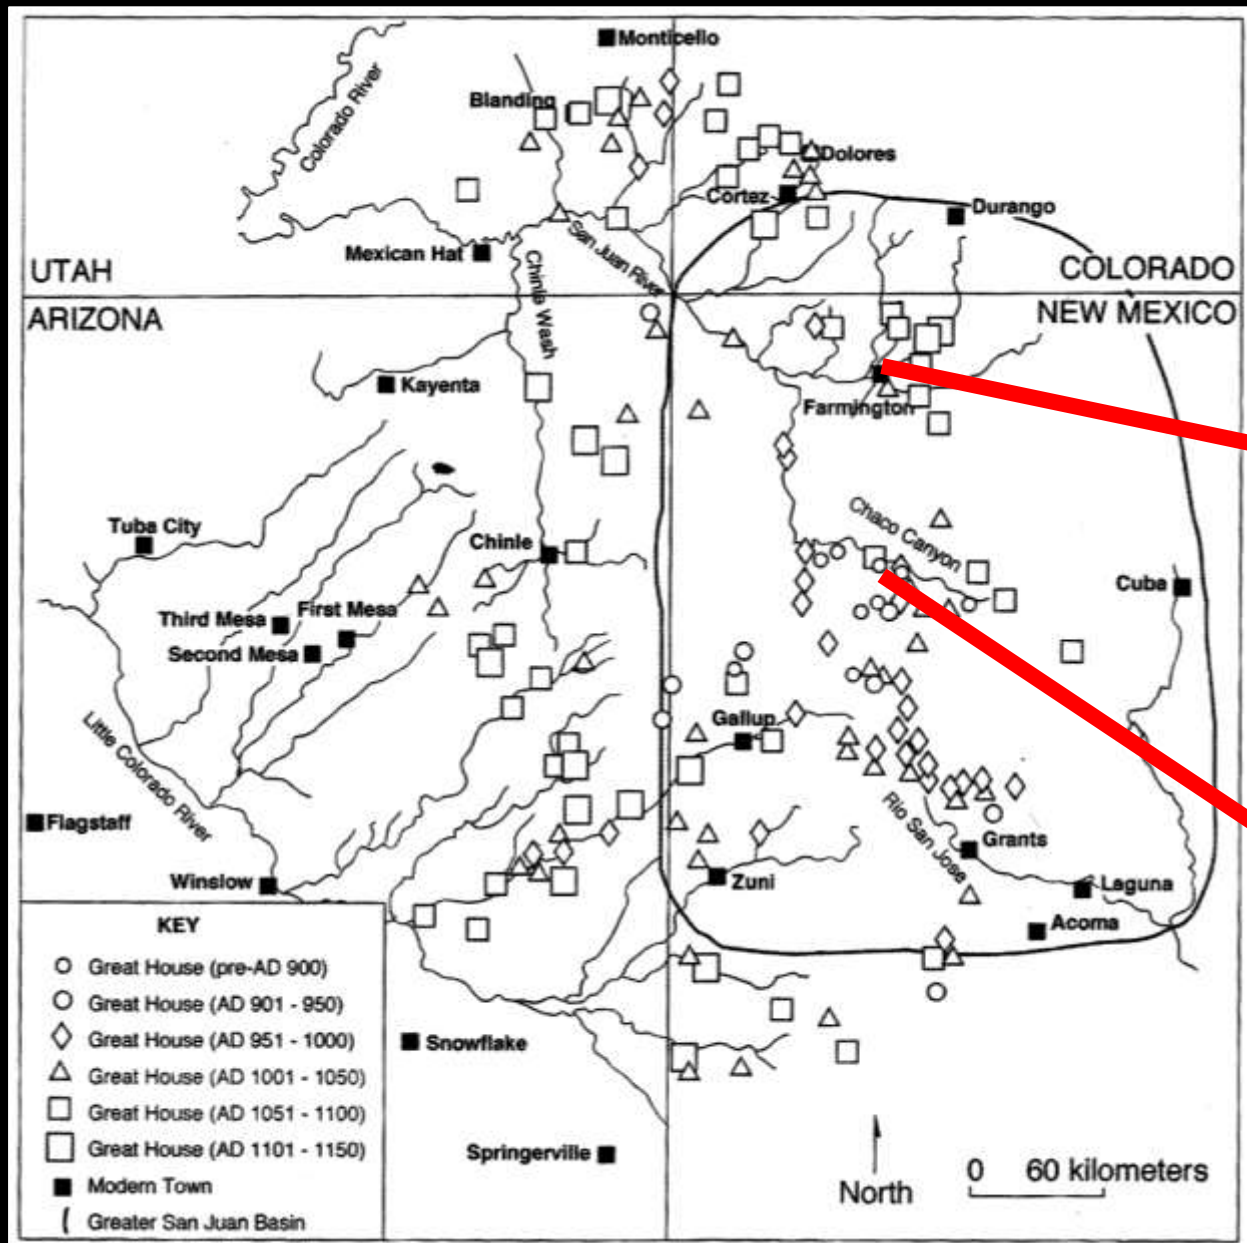 Monticello
Colorado River
Blanding
Dolores
Cortez
Durango
San Juan River
Mexican Hat
Chinle Wash
UTAH
COLORADO
ARIZONA
NEW MEXICO
Kayenta
Farmington
Chaco Canyon
Tuba City
Chinle
Cuba
Third Mesa
First Mesa
Second Mesa
Little Colorado River
Gallup
Flagstaff
Rio San Jose
Grants
Winslow
Zuni
Laguna
Acoma
KEY
Great House (pre-AD 900)
Great House (AD 901 - 950)
Great House (AD 951 - 1000)
Great House (AD 1001 - 1050)
Great House (AD 1051 - 1100)
Great House (AD 1101 - 1150)
Modern Town
Greater San Juan Basin
Snowflake
Springerville
North
0 60 kilometers